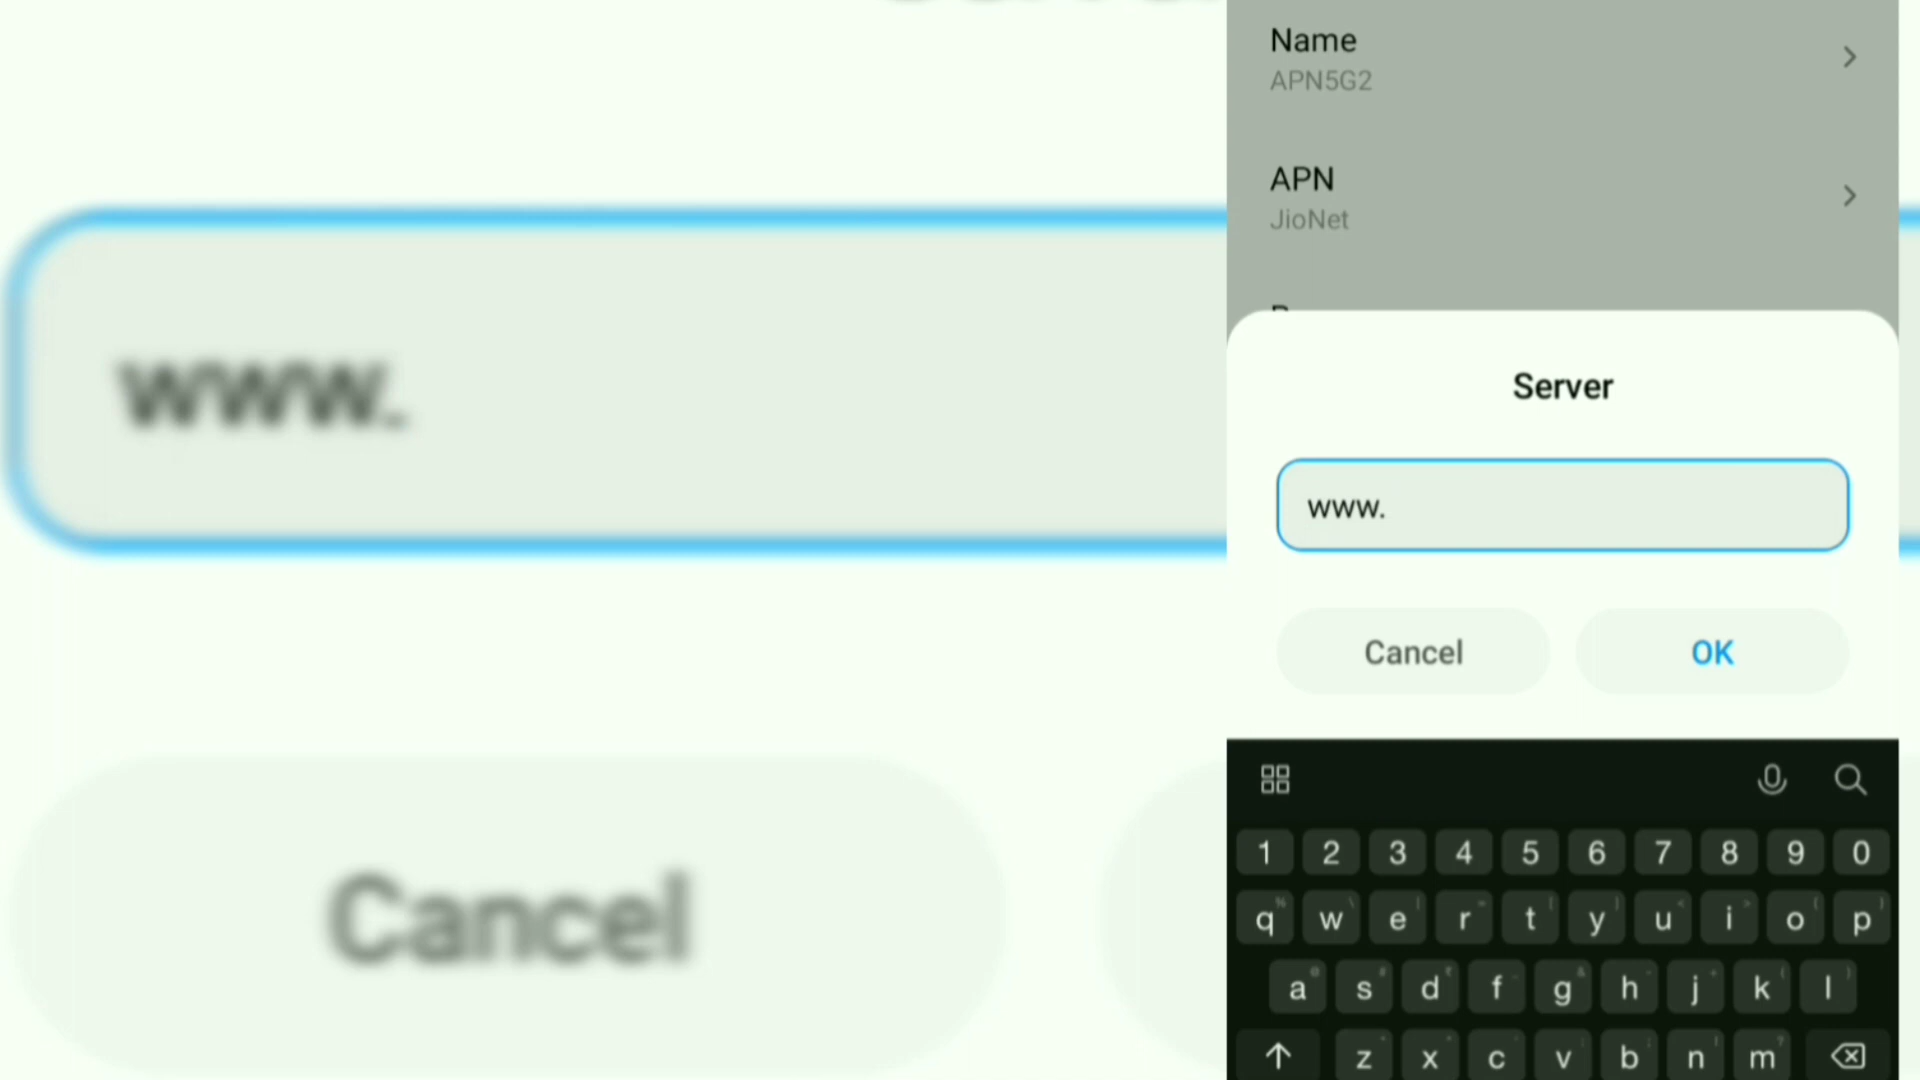 www.
Cancel
Name
APN5G2
APN
JioNet
Server
www.
Cancel
OK
1 2 3 4 5 6 7 8 9 0
q w e r t y u i o p
a s d f g h j k l
z x c v b n m